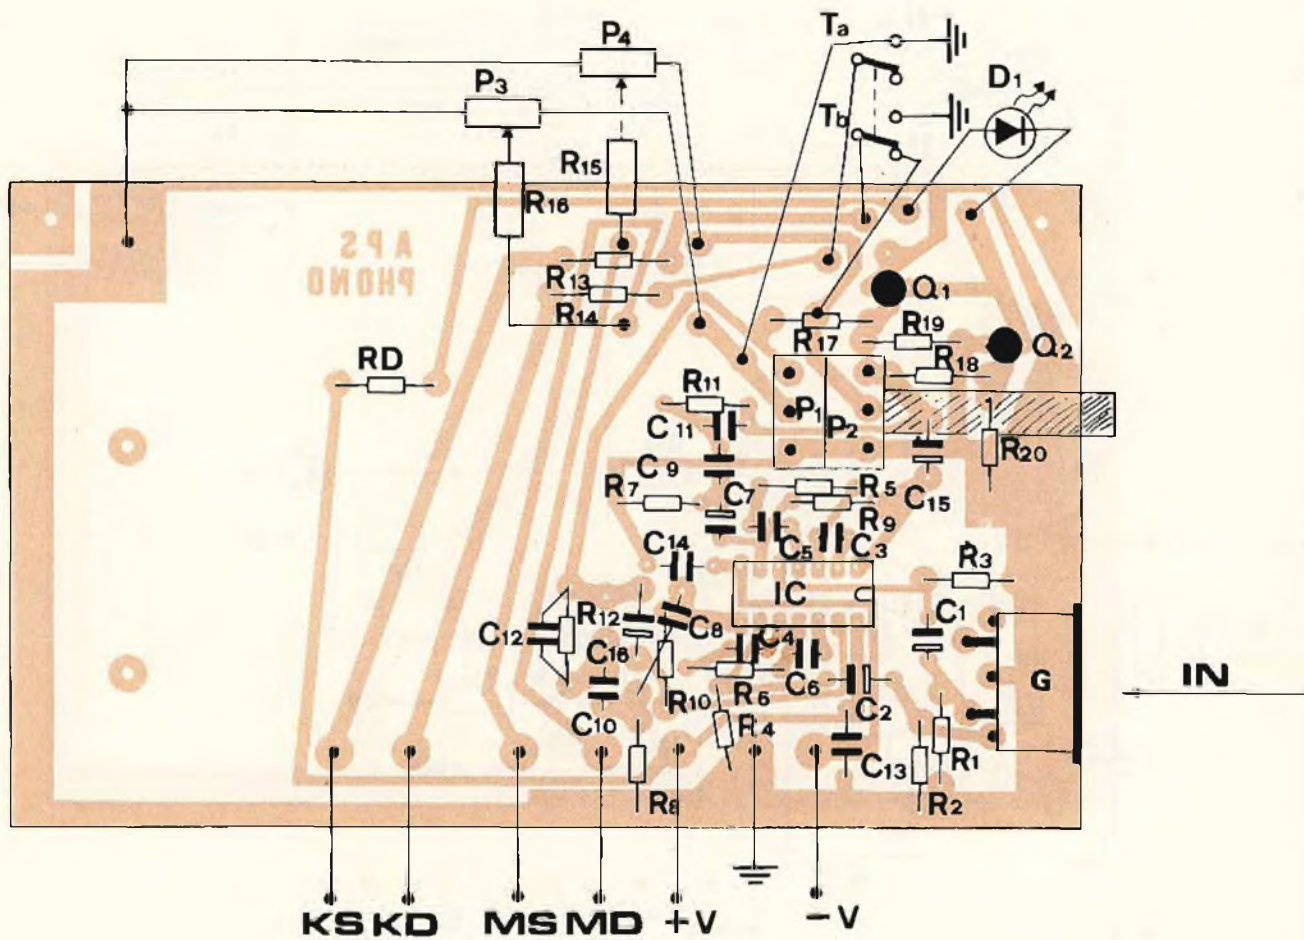 P4
Ta
P3
D1
Tb
R15
R16
APS
PHONO
R13
R14
Q1
R17
R19
Q2
RD
R18
R11
P1
P2
C11
R20
C9
R7
C7
R5
C15
R9
C14
C5
C3
R3
IC
C1
R12
C12
C8
C4
C16
C6
G
IN
R10
R6
C2
C10
R4
C13
R1
R8
R2
KS KD MS MD +V -V